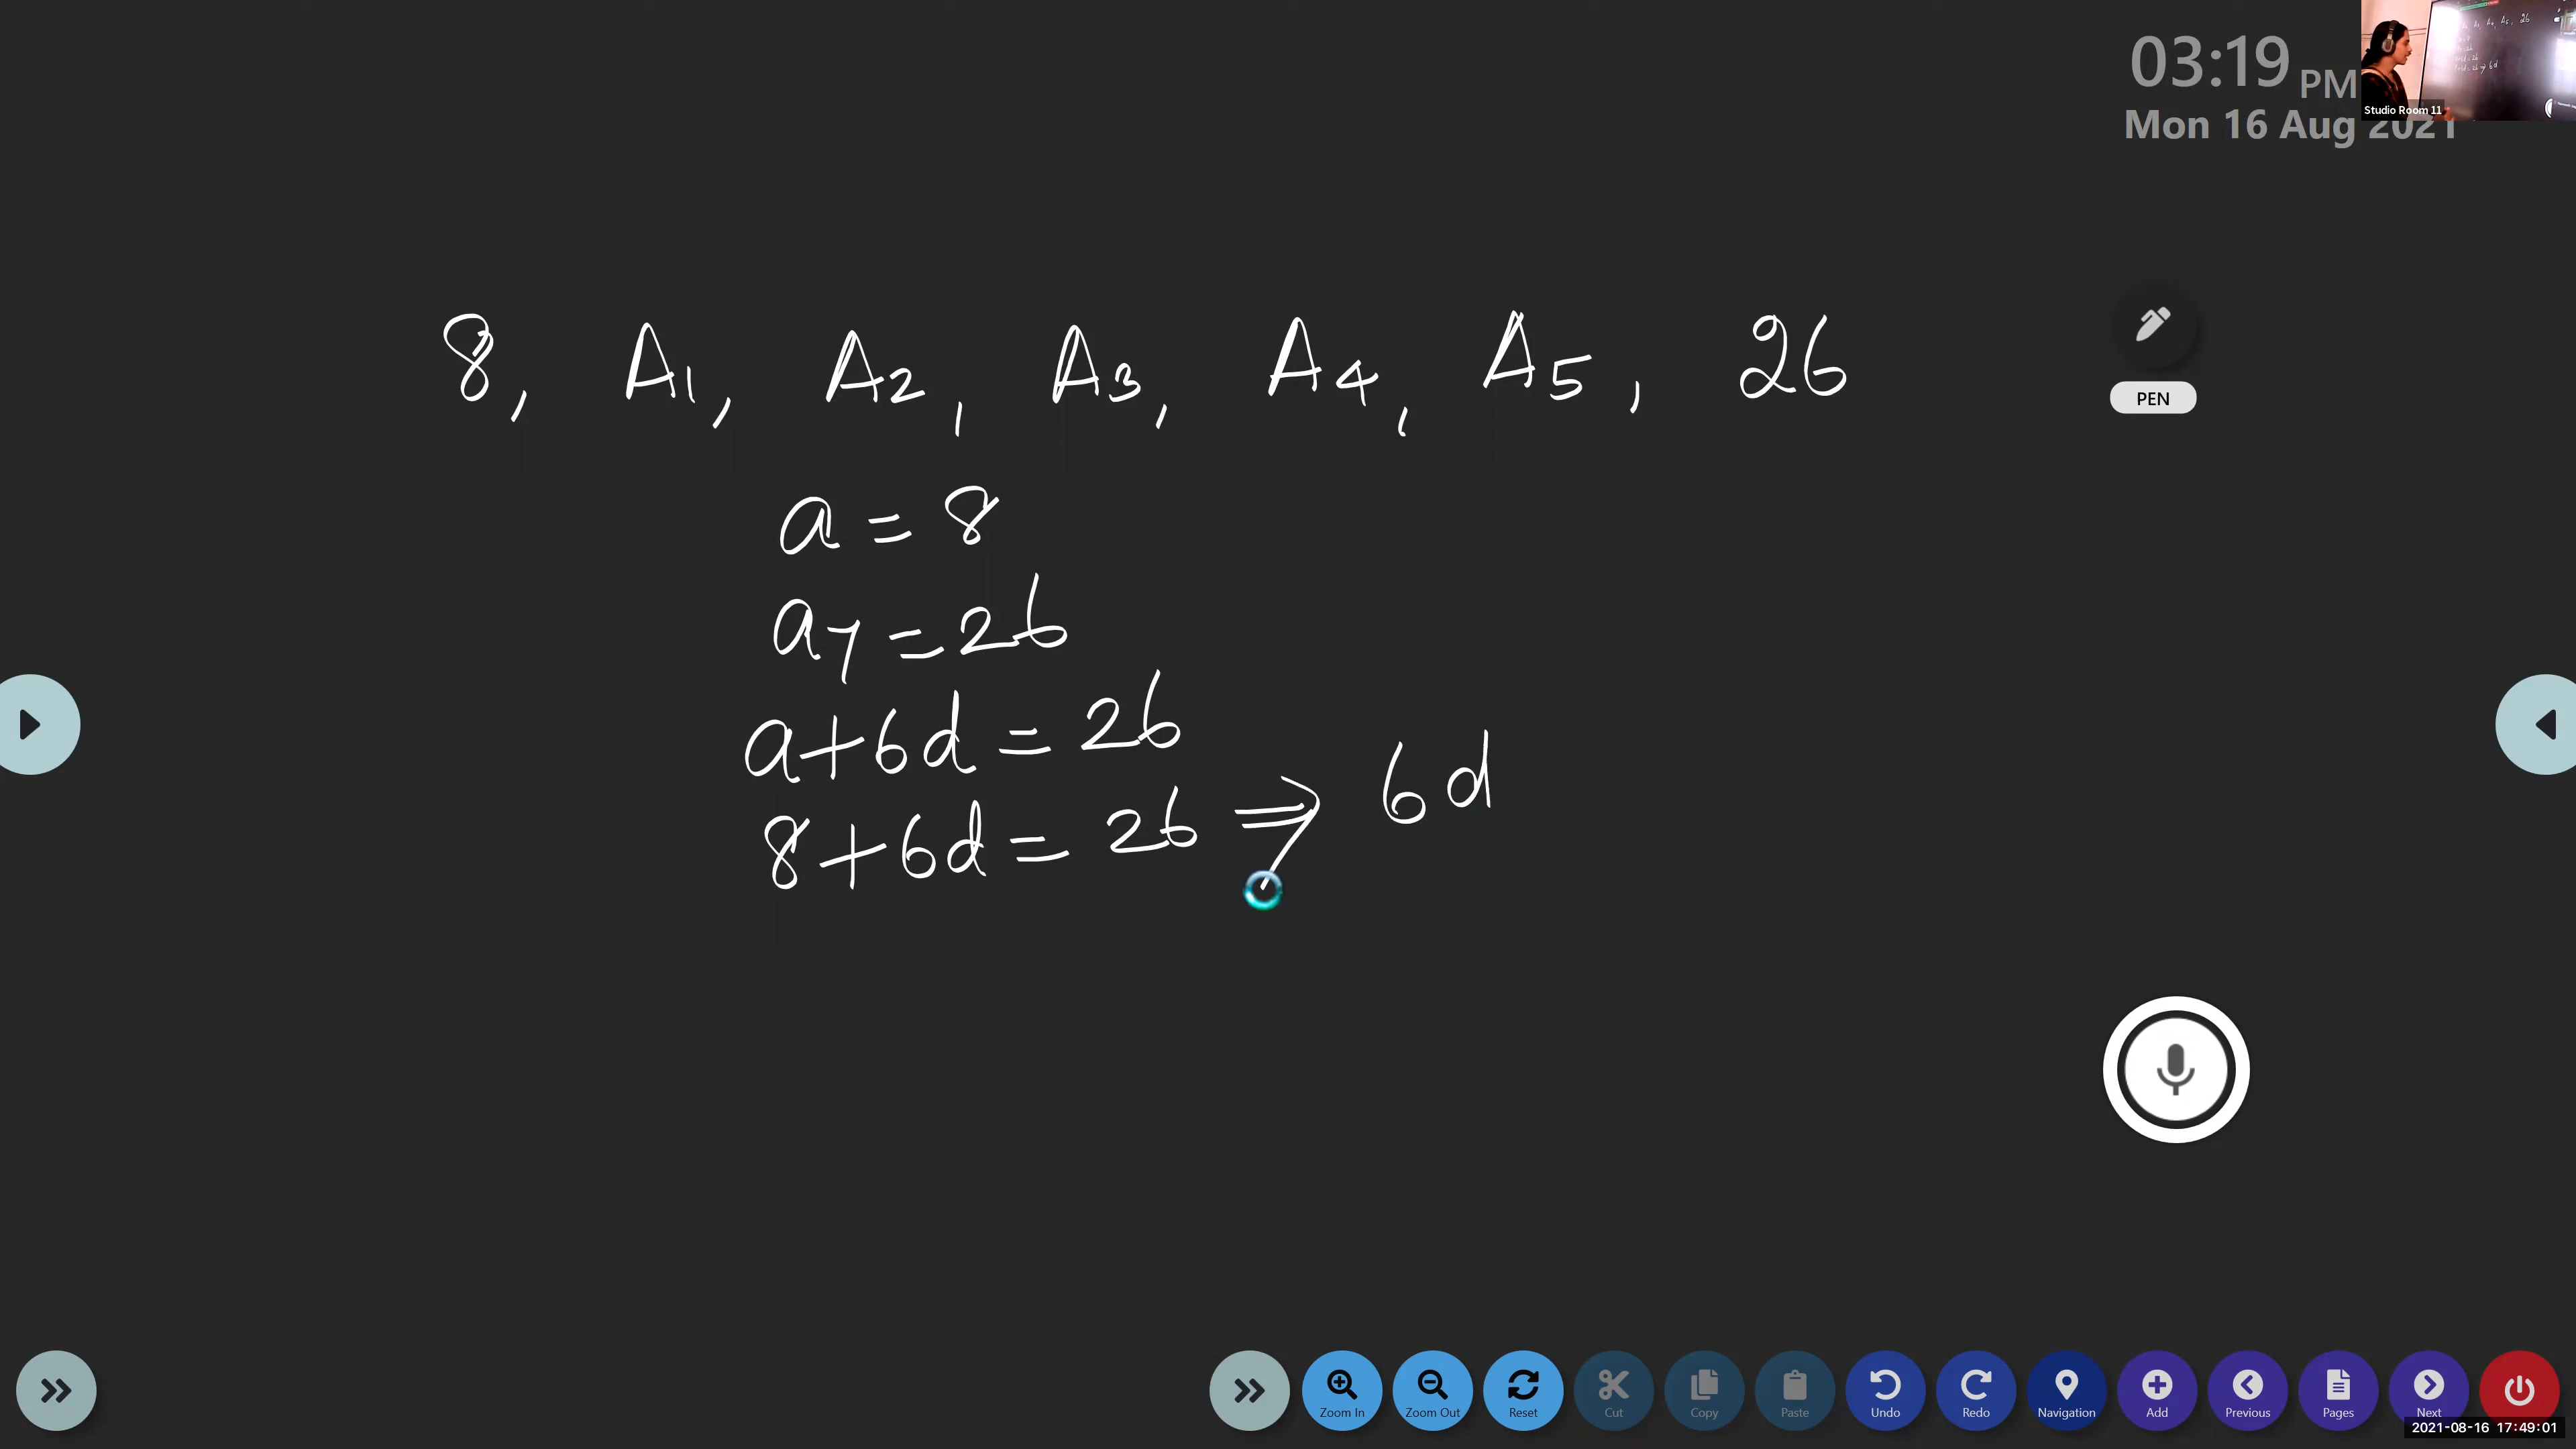 03:19 PM
Mon 16 Aug 2021
Studio Room 11
8, A1, A2, A3, A4, A5, 26
PEN
a = 8
a7 = 26
a+6d = 26
8+6d = 26 ⇒ 6d
Zoom In Zoom Out Reset Cut Copy Paste Undo Redo Navigation Add Previous Pages Next
2021-08-16 17:49:01